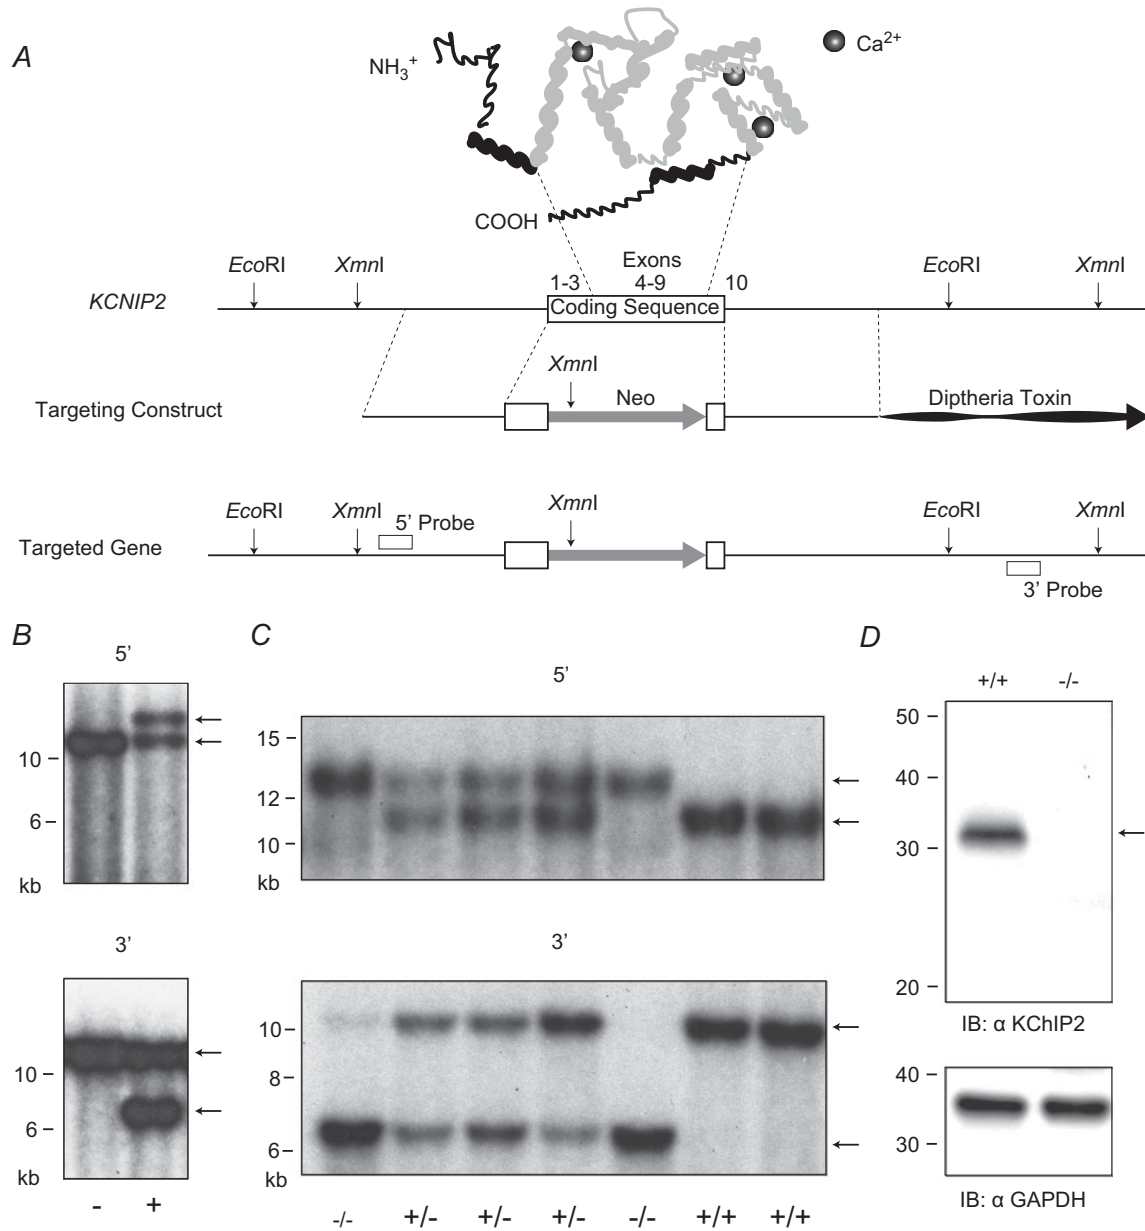 A
NH3+
Ca2+
COOH
EcoRI XmnI Exons EcoRI XmnI
1-3 4-9 10
KCNIP2 Coding Sequence
XmnI
Targeting Construct Neo Diptheria Toxin
EcoRI XmnI XmnI EcoRI XmnI
5' Probe
Targeted Gene
3' Probe
B
5'
10
6
kb
3'
10
6
kb
- +
C
5'
15
12
10
kb
3'
10
8
6
kb
-/- +/- +/- +/- -/- +/+ +/+
D
+/+ -/-
50
40
30
20
IB: α KChIP2
40
30
IB: α GAPDH